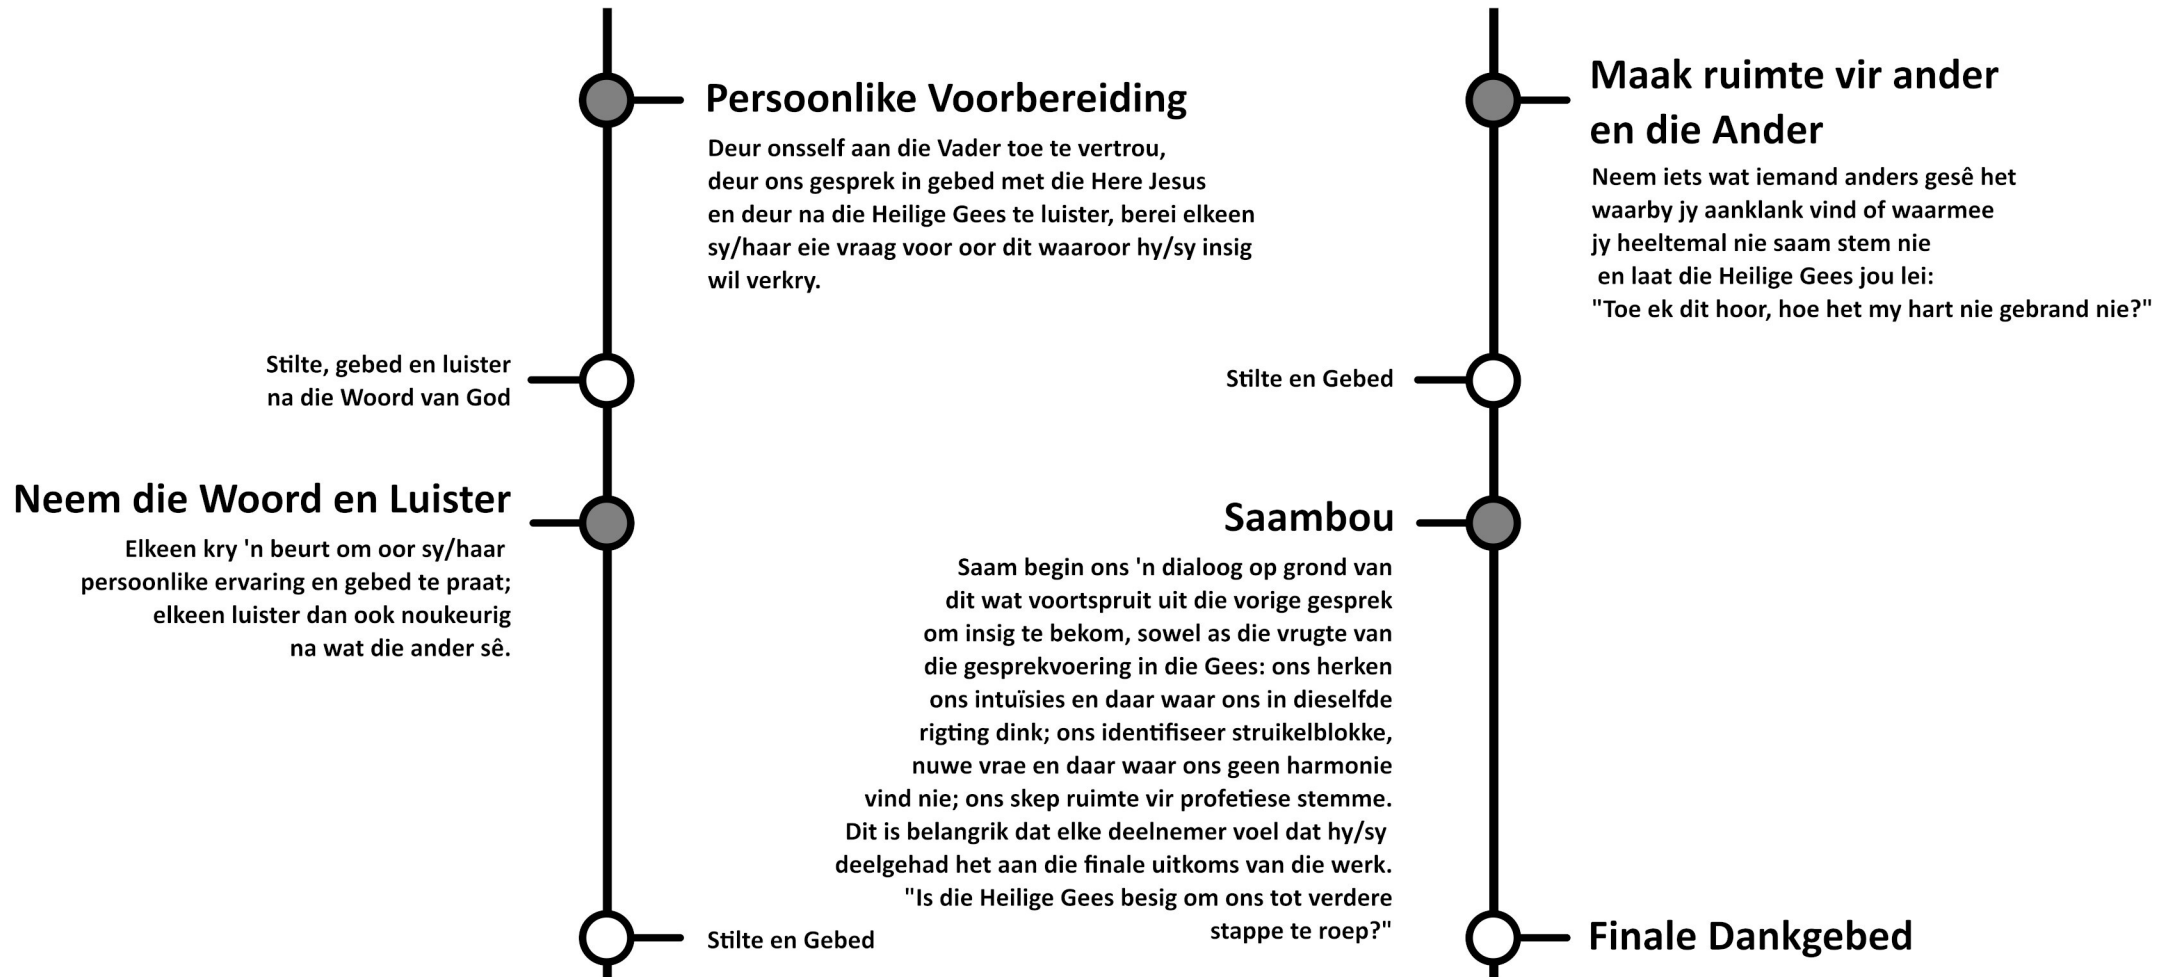 Persoonlike Voorbereiding
Deur onsself aan die Vader toe te vertrou,
deur ons gesprek in gebed met die Here Jesus
en deur na die Heilige Gees te luister, berei elkeen
sy/haar eie vraag voor oor dit waaroor hy/sy insig
wil verkry.
Stilte, gebed en luister
na die Woord van God
Neem die Woord en Luister
Elkeen kry 'n beurt om oor sy/haar
persoonlike ervaring en gebed te praat;
elkeen luister dan ook noukeurig
na wat die ander sê.
Stilte en Gebed
Maak ruimte vir ander
en die Ander
Neem iets wat iemand anders gesê het
waarby jy aanklank vind of waarmee
jy heeltemal nie saam stem nie
en laat die Heilige Gees jou lei:
"Toe ek dit hoor, hoe het my hart nie gebrand nie?"
Stilte en Gebed
Saambou
Saam begin ons 'n dialoog op grond van
dit wat voortspruit uit die vorige gesprek
om insig te bekom, sowel as die vrugte van
die gesprekvoering in die Gees: ons herken
ons intuïsies en daar waar ons in dieselfde
rigting dink; ons identifiseer struikelblokke,
nuwe vrae en daar waar ons geen harmonie
vind nie; ons skep ruimte vir profetiese stemme.
Dit is belangrik dat elke deelnemer voel dat hy/sy
deelgehad het aan die finale uitkoms van die werk.
"Is die Heilige Gees besig om ons tot verdere
stappe te roep?"
Finale Dankgebed